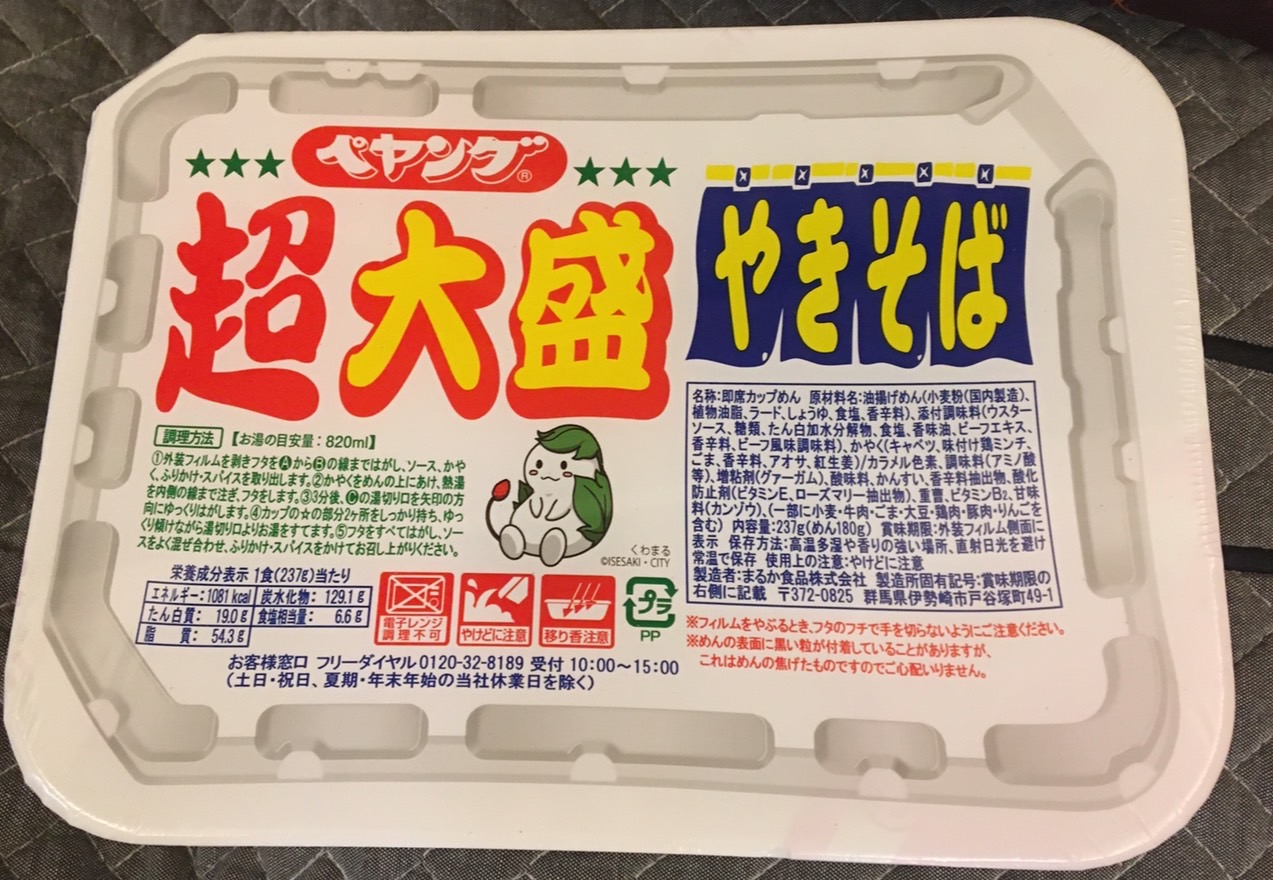 ★★★ ペヤング® ★★★
超大盛
やきそば
調理方法 【お湯の目安量:820ml】
①外装フィルムを剥きフタをⒶからⒷの線まではがし、ソース、かや
く、ふりかけ・スパイスを取り出します。②かやくをめんの上にあけ、熱湯
を内側の線まで注ぎ、フタをします。③3分後、Ⓒの湯切り口を矢印の方
向にゆっくりはがします。④カップの☆の部分2ヶ所をしっかり持ち、ゆっ
くり傾けながら湯切り口よりお湯をすてます。⑤フタをすべてはがし、ソー
スをよく混ぜ合わせ、ふりかけ・スパイスをかけてお召し上がりください。
くわまる
©ISESAKI・CITY
栄養成分表示 1食(237g)当たり
エネルギー:1081kcal 炭水化物:129.1g
たん白質:19.0g 食塩相当量:6.6g
脂質:54.3g
電子レンジ
調理不可
やけどに注意
移り香注意
プラ
PP
お客様窓口 フリーダイヤル0120-32-8189 受付 10:00~15:00
(土日・祝日、夏期・年末年始の当社休業日を除く)
名称:即席カップめん 原材料名:油揚げめん(小麦粉(国内製造)、
植物油脂、ラード、しょうゆ、食塩、香辛料)、添付調味料(ウスター
ソース、糖類、たん白加水分解物、食塩、香味油、ビーフエキス、
香辛料、ビーフ風味調味料)、かやく(キャベツ、味付け鶏ミンチ、
ごま、香辛料、アオサ、紅生姜)/カラメル色素、調味料(アミノ酸
等)、増粘剤(グァーガム)、酸味料、かんすい、香辛料抽出物、酸化
防止剤(ビタミンE、ローズマリー抽出物)、重曹、ビタミンB2、甘味
料(カンゾウ)、(一部に小麦・牛肉・ごま・大豆・鶏肉・豚肉・りんごを
含む) 内容量:237g(めん180g) 賞味期限:外装フィルム側面に
表示 保存方法:高温多湿や香りの強い場所、直射日光を避け
常温で保存 使用上の注意:やけどに注意
製造者:まるか食品株式会社 製造所固有記号:賞味期限の
右側に記載 〒372-0825 群馬県伊勢崎市戸谷塚町49-1
※フィルムをやぶるとき、フタのフチで手を切らないようにご注意ください。
※めんの表面に黒い粒が付着していることがありますが、
これはめんの焦げたものですのでご心配いりません。